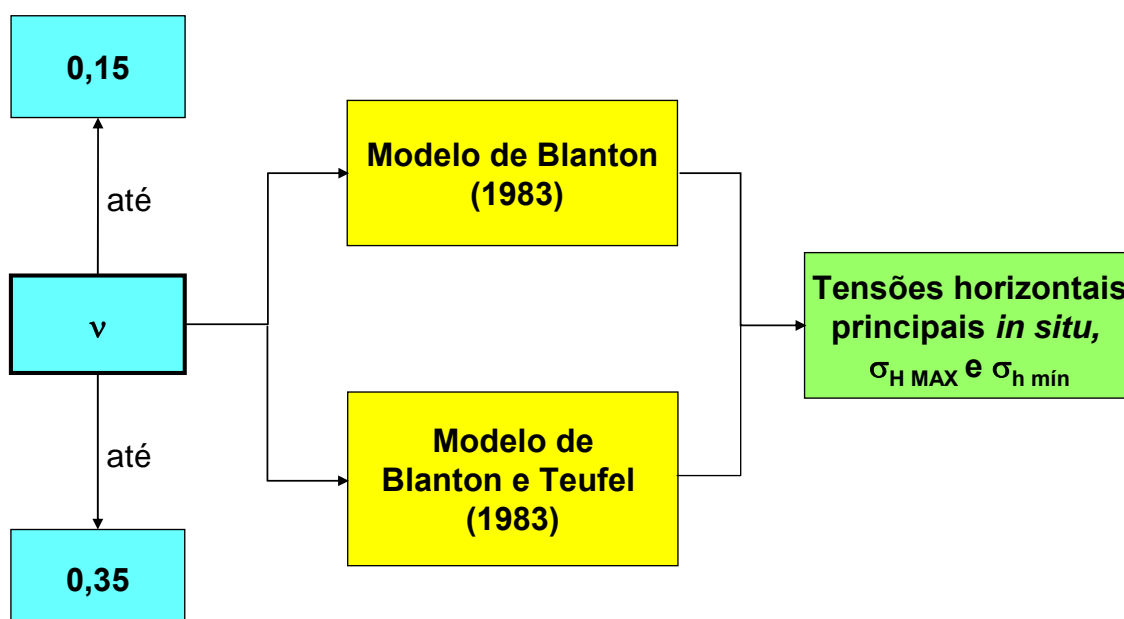 0,15
até
ν
até
0,35
Modelo de Blanton
(1983)
Modelo de
Blanton e Teufel
(1983)
Tensões horizontais
principais in situ,
σH MAX e σh mín